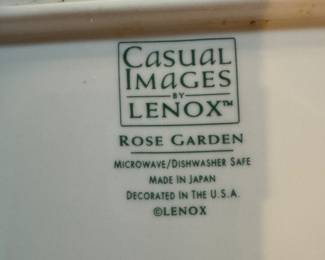 CASUAL
IMAGES
BY
LENOX™
ROSE GARDEN
MICROWAVE/DISHWASHER SAFE
MADE IN JAPAN
DECORATED IN THE U.S.A.
©LENOX